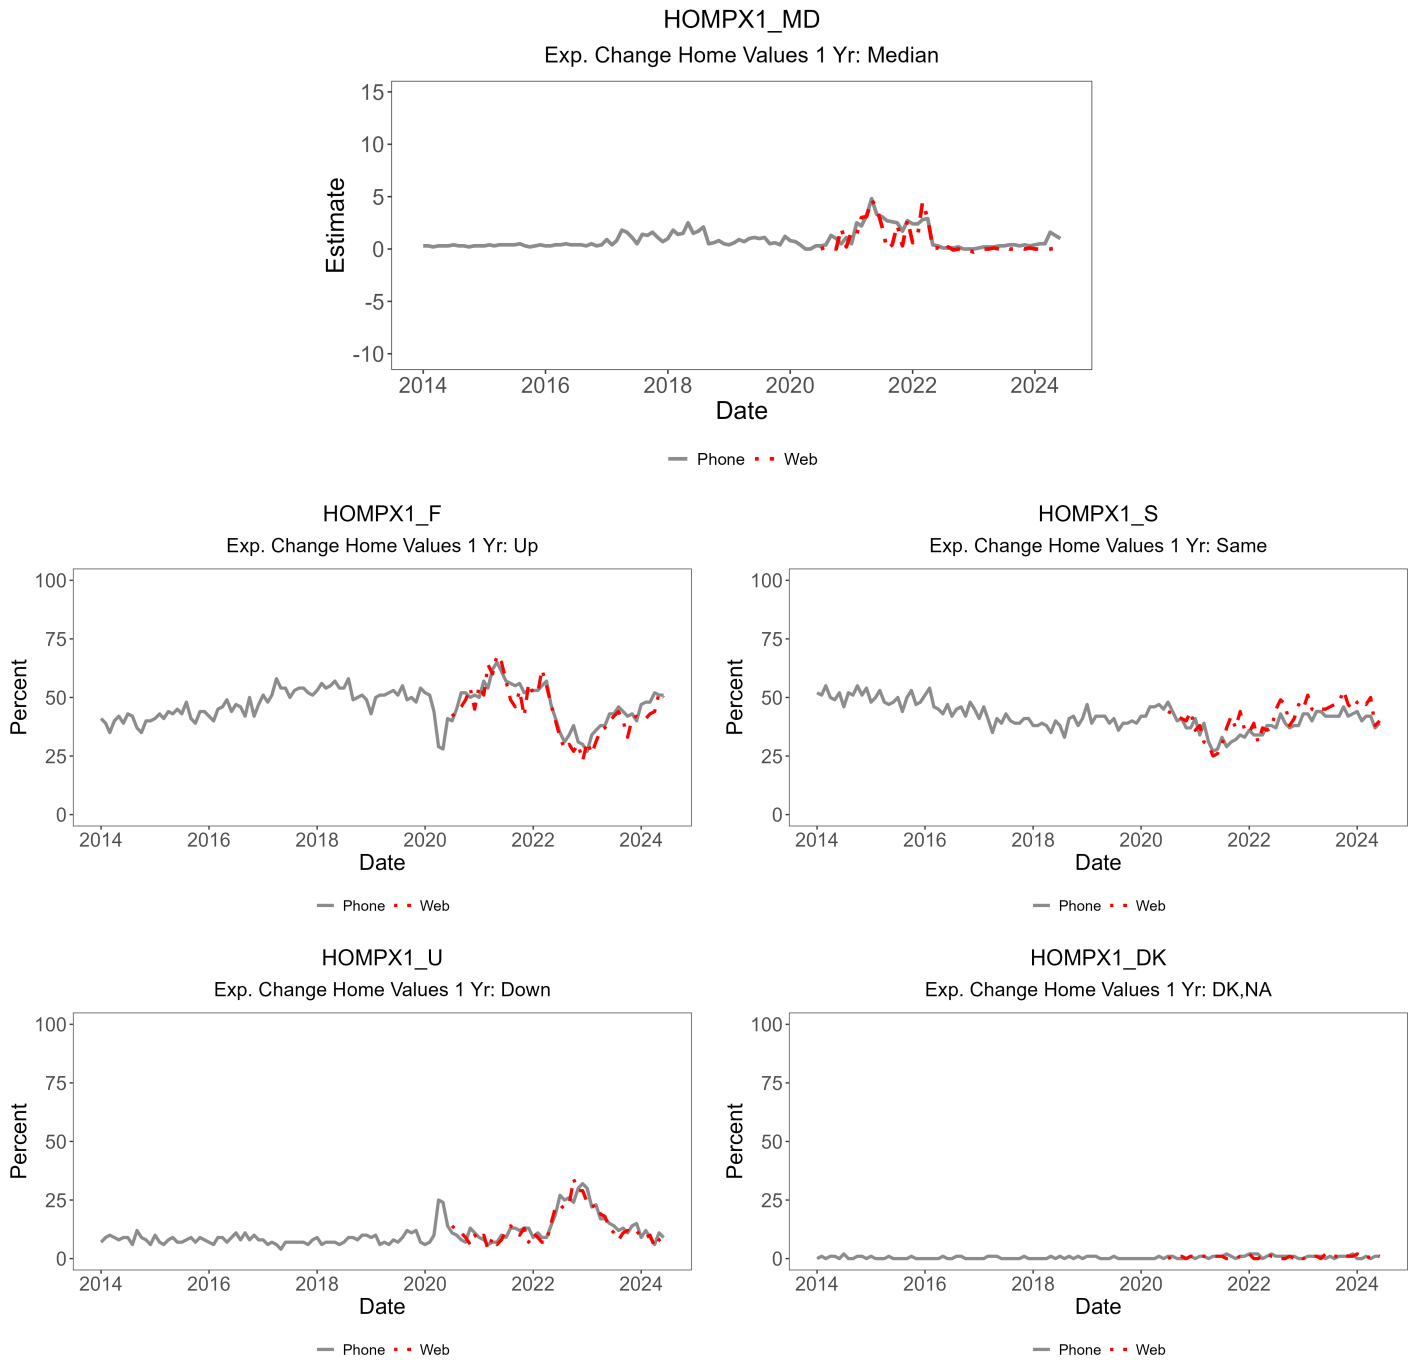 HOMPX1_MD
Exp. Change Home Values 1 Yr: Median
15
10
5
0
-5
-10
Estimate
2014 2016 2018 2020 2022 2024
Date
Phone Web
HOMPX1_F
Exp. Change Home Values 1 Yr: Up
100
75
50
25
0
Percent
2014 2016 2018 2020 2022 2024
Date
Phone Web
HOMPX1_S
Exp. Change Home Values 1 Yr: Same
100
75
50
25
0
Percent
2014 2016 2018 2020 2022 2024
Date
Phone Web
HOMPX1_U
Exp. Change Home Values 1 Yr: Down
100
75
50
25
0
Percent
2014 2016 2018 2020 2022 2024
Date
Phone Web
HOMPX1_DK
Exp. Change Home Values 1 Yr: DK,NA
100
75
50
25
0
Percent
2014 2016 2018 2020 2022 2024
Date
Phone Web